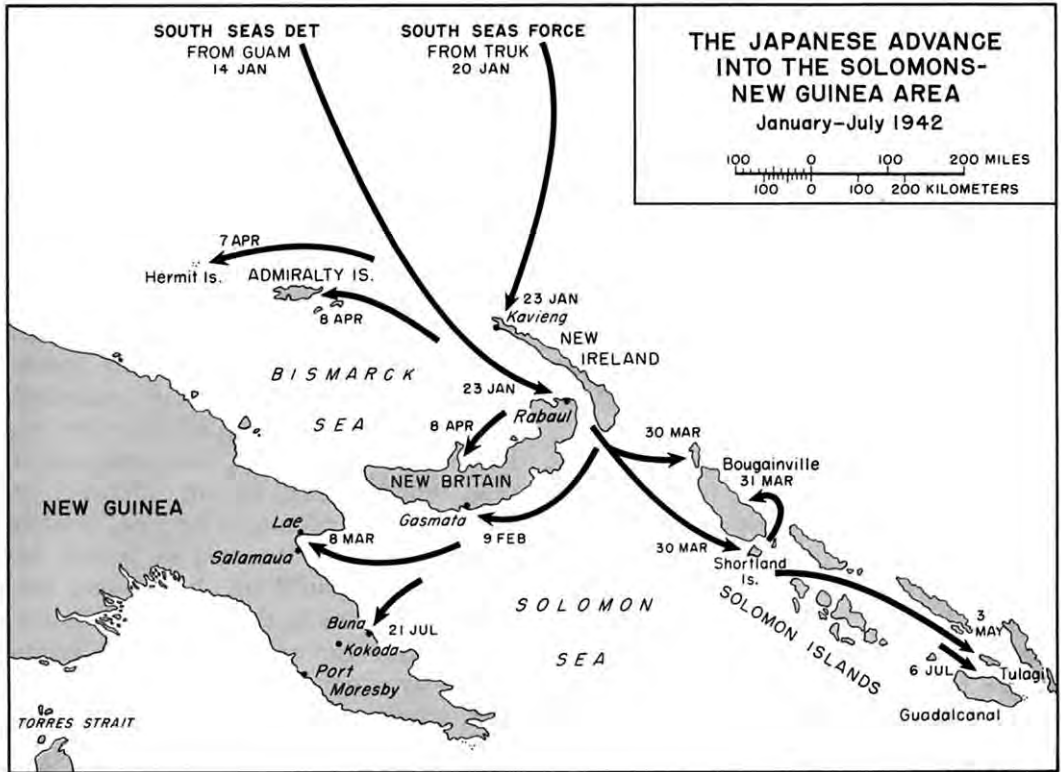 SOUTH SEAS DET
FROM GUAM
14 JAN
SOUTH SEAS FORCE
FROM TRUK
20 JAN
THE JAPANESE ADVANCE
INTO THE SOLOMONS-
NEW GUINEA AREA
January-July 1942
100 0 100 200 MILES
100 0 100 200 KILOMETERS
7 APR
Hermit Is.
ADMIRALTY IS.
8 APR
23 JAN
Kavieng
NEW
IRELAND
BISMARCK
SEA
23 JAN
Rabaul
8 APR
30 MAR
Bougainville
31 MAR
NEW BRITAIN
NEW GUINEA
Gasmata
9 FEB
Lae
8 MAR
Salamaua
30 MAR
Shortland
Is.
SOLOMON
SEA
SOLOMON ISLANDS
3
MAY
Buna
21 JUL
Kokoda
Port
Moresby
6 JUL
Tulagi
Guadalcanal
TORRES STRAIT